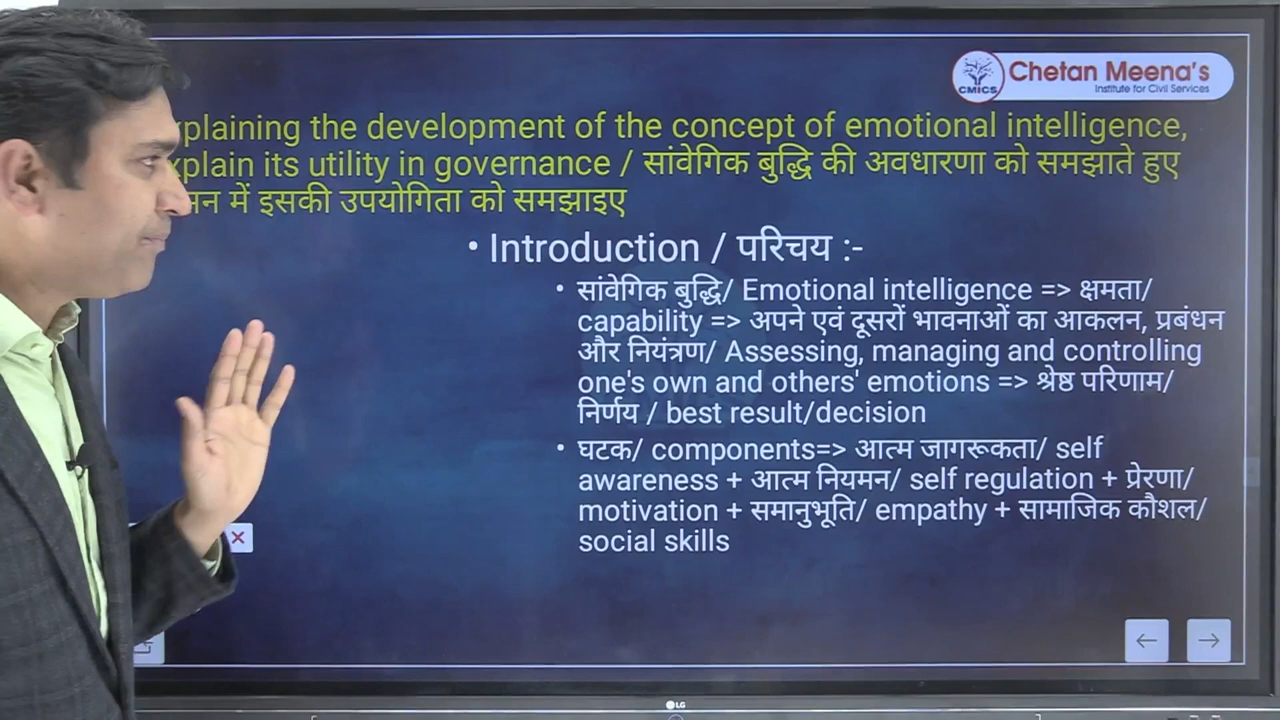 Chetan Meena's
Institute for Civil Services
CMICS
xplaining the development of the concept of emotional intelligence,
xplain its utility in governance / सांवेगिक बुद्धि की अवधारणा को समझाते हुए
सन में इसकी उपयोगिता को समझाइए
• Introduction / परिचय :-
• सांवेगिक बुद्धि/ Emotional intelligence => क्षमता/
capability => अपने एवं दूसरों भावनाओं का आकलन, प्रबंधन
और नियंत्रण/ Assessing, managing and controlling
one's own and others' emotions => श्रेष्ठ परिणाम/
निर्णय / best result/decision
• घटक/ components=> आत्म जागरूकता/ self
awareness + आत्म नियमन/ self regulation + प्रेरणा/
motivation + समानुभूति/ empathy + सामाजिक कौशल/
social skills
LG